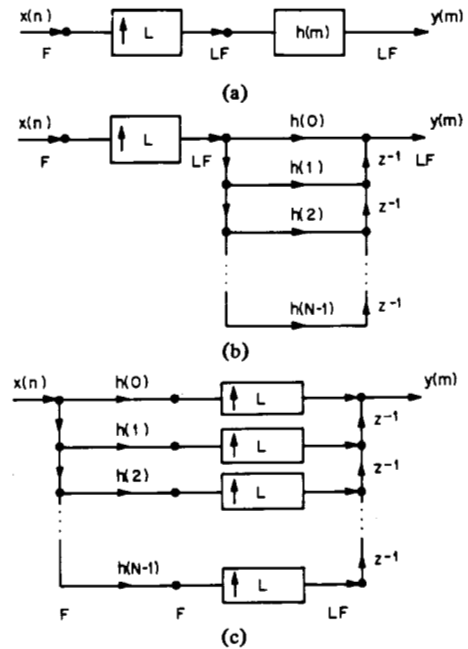 x(n) ↑ L h(m) y(m)
F LF LF
(a)
x(n) ↑ L h(0) y(m)
F LF z⁻¹ LF
h(1)
z⁻¹
h(2)
h(N-1) z⁻¹
(b)
x(n) h(0) ↑ L y(m)
z⁻¹
h(1) ↑ L
z⁻¹
h(2) ↑ L
z⁻¹
h(N-1) ↑ L
F F LF
(c)